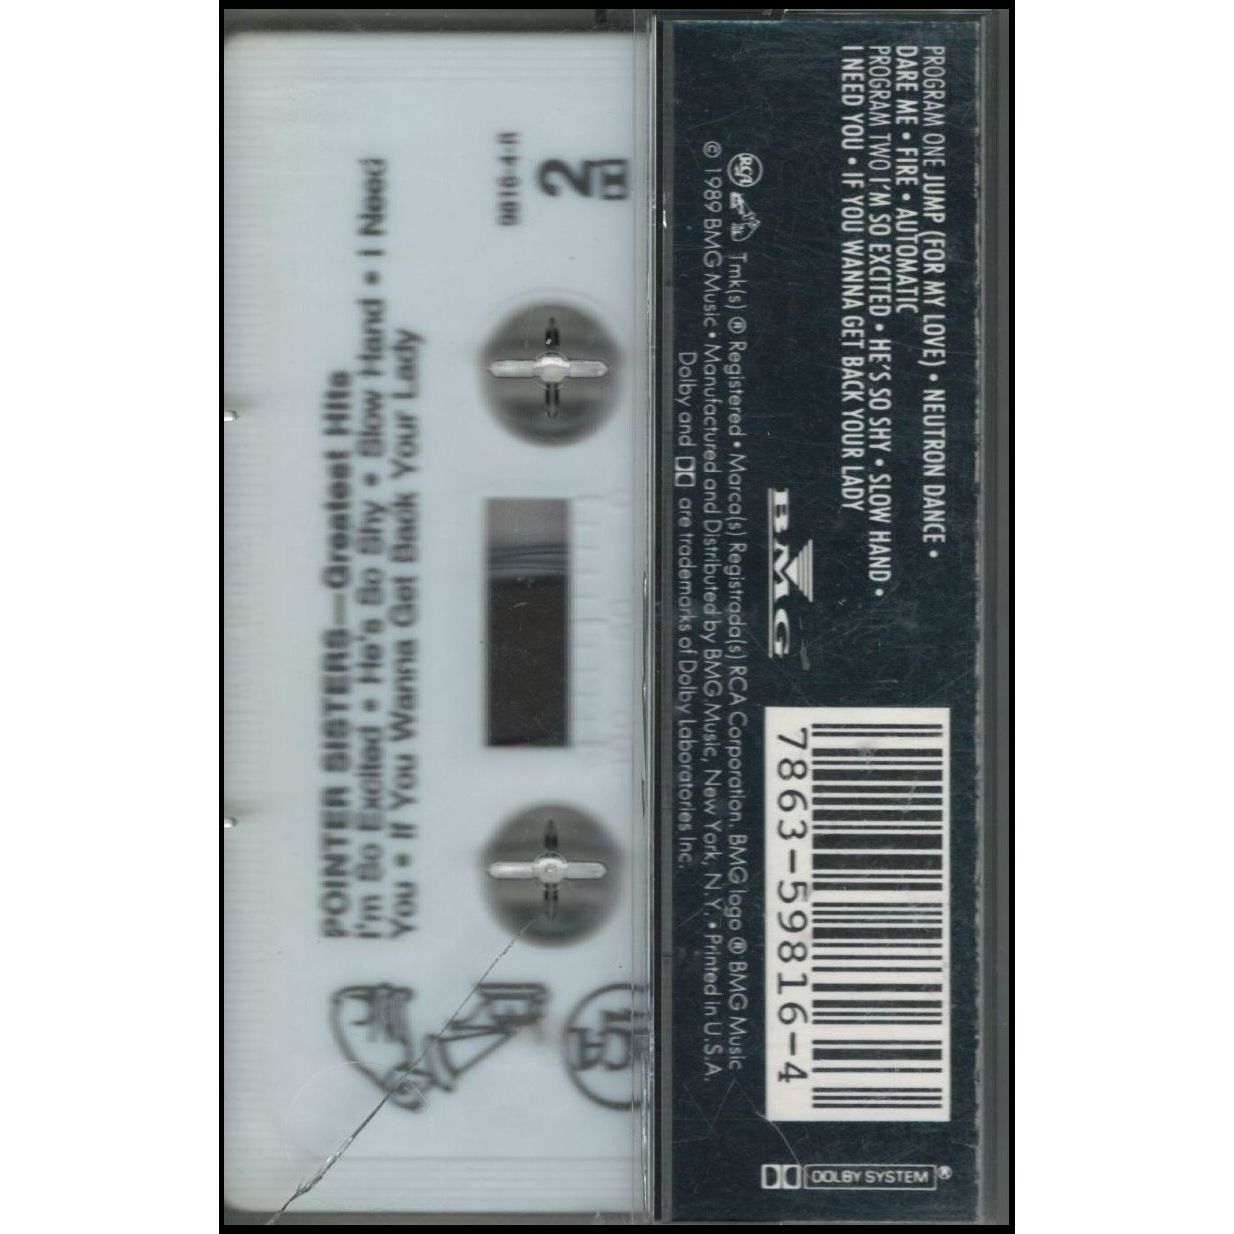 PROGRAM ONE JUMP (FOR MY LOVE) • NEUTRON DANCE •
DARE ME • FIRE • AUTOMATIC
PROGRAM TWO I'M SO EXCITED • HE'S SO SHY • SLOW HAND •
I NEED YOU • IF YOU WANNA GET BACK YOUR LADY
BMG
RCA Tmk(s) ® Registered • Marca(s) Registrada(s) RCA Corporation. BMG logo ® BMG Music
© 1989 BMG Music • Manufactured and Distributed by BMG Music, New York, N.Y. • Printed in U.S.A.
Dolby and are trademarks of Dolby Laboratories Inc.
7863-59816-4
DOLBY SYSTEM ®
2
9816-4-R
POINTER SISTERS—Greatest Hits
I'm So Excited • He's So Shy • Slow Hand • I Need
You • If You Wanna Get Back Your Lady